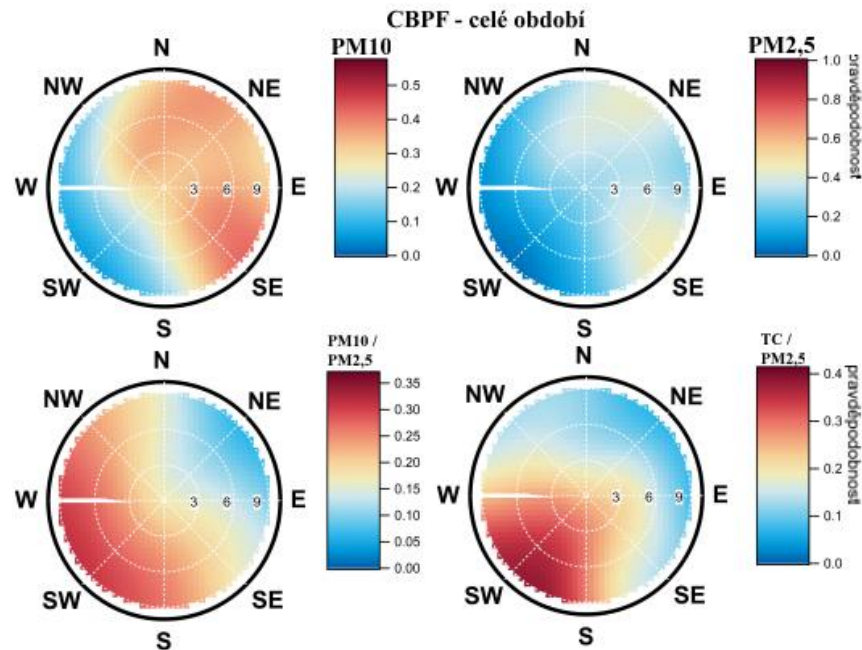 CBPF - celé období
PM10
N
NE
E
SE
S
SW
W
NW
3 6 9
0.5
0.4
0.3
0.2
0.1
0.0
PM2,5
N
NE
E
SE
S
SW
W
NW
3 6 9
1.0
0.8
0.6
0.4
0.2
0.0
pravděpodobnost
PM10 /
PM2,5
N
NE
E
SE
S
SW
W
NW
3 6 9
0.35
0.30
0.25
0.20
0.15
0.10
0.05
0.00
TC /
PM2,5
N
NE
E
SE
S
SW
W
NW
3 6 9
0.4
0.3
0.2
0.1
0.0
pravděpodobnost